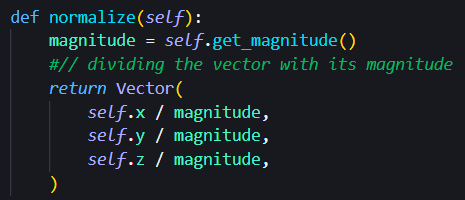 def normalize(self):
    magnitude = self.get_magnitude()
    #// dividing the vector with its magnitude
    return Vector(
        self.x / magnitude,
        self.y / magnitude,
        self.z / magnitude,
    )